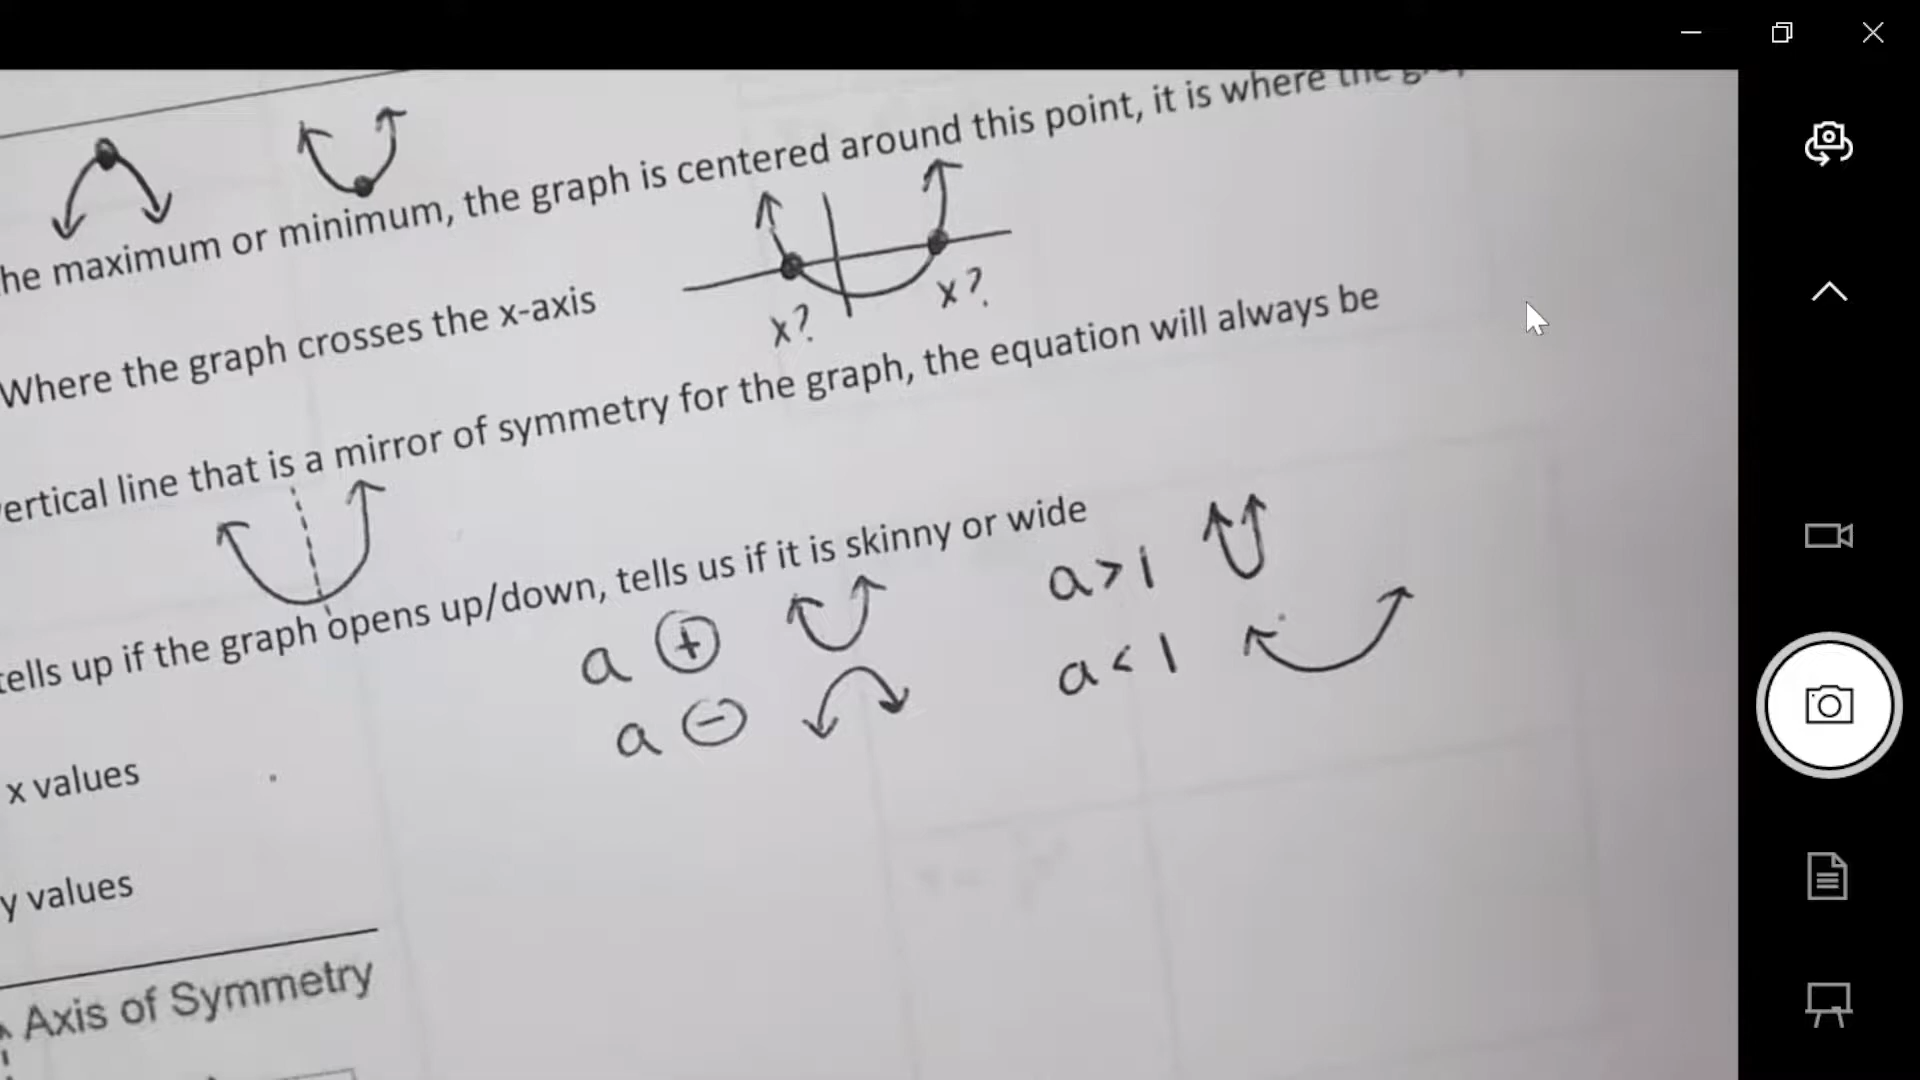 he maximum or minimum, the graph is centered around this point, it is where the
Where the graph crosses the x-axis
x? x?
ertical line that is a mirror of symmetry for the graph, the equation will always be
tells up if the graph opens up/down, tells us if it is skinny or wide
a + a > 1
a - a < 1
x values
y values
Axis of Symmetry